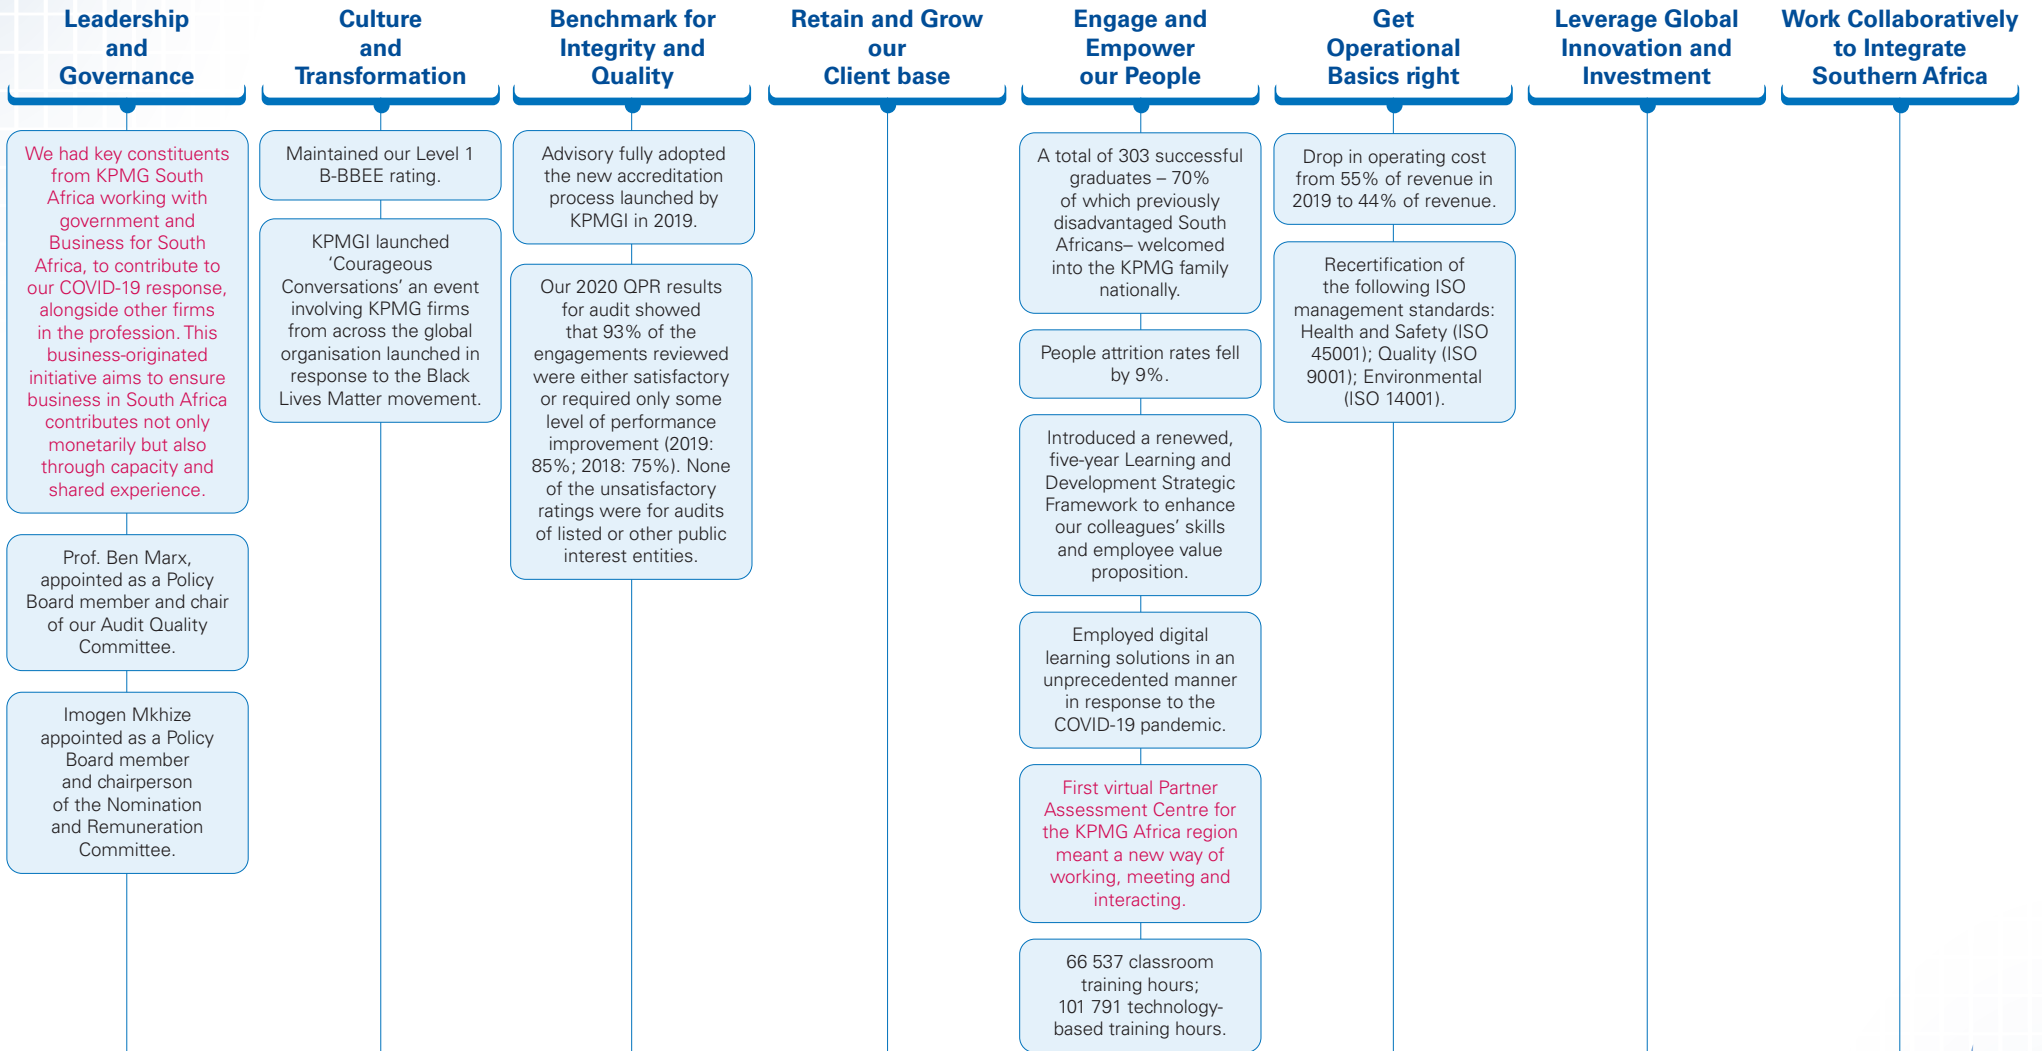 Leadership
and
Governance
We had key constituents
from KPMG South
Africa working with
government and
Business for South
Africa, to contribute to
our COVID-19 response,
alongside other firms
in the profession. This
business-originated
initiative aims to ensure
business in South Africa
contributes not only
monetarily but also
through capacity and
shared experience.
Prof. Ben Marx,
appointed as a Policy
Board member and chair
of our Audit Quality
Committee.
Imogen Mkhize
appointed as a Policy
Board member
and chairperson
of the Nomination
and Remuneration
Committee.
Culture
and
Transformation
Maintained our Level 1
B-BBEE rating.
KPMGI launched
‘Courageous
Conversations’ an event
involving KPMG firms
from across the global
organisation launched in
response to the Black
Lives Matter movement.
Benchmark for
Integrity and
Quality
Advisory fully adopted
the new accreditation
process launched by
KPMGI in 2019.
Our 2020 QPR results
for audit showed
that 93% of the
engagements reviewed
were either satisfactory
or required only some
level of performance
improvement (2019:
85%; 2018: 75%). None
of the unsatisfactory
ratings were for audits
of listed or other public
interest entities.
Retain and Grow
our
Client base
Engage and
Empower
our People
A total of 303 successful
graduates – 70%
of which previously
disadvantaged South
Africans– welcomed
into the KPMG family
nationally.
People attrition rates fell
by 9%.
Introduced a renewed,
five-year Learning and
Development Strategic
Framework to enhance
our colleagues’ skills
and employee value
proposition.
Employed digital
learning solutions in an
unprecedented manner
in response to the
COVID-19 pandemic.
First virtual Partner
Assessment Centre for
the KPMG Africa region
meant a new way of
working, meeting and
interacting.
66 537 classroom
training hours;
101 791 technology-
based training hours.
Get
Operational
Basics right
Drop in operating cost
from 55% of revenue in
2019 to 44% of revenue.
Recertification of
the following ISO
management standards:
Health and Safety (ISO
45001); Quality (ISO
9001); Environmental
(ISO 14001).
Leverage Global
Innovation and
Investment
Work Collaboratively
to Integrate
Southern Africa